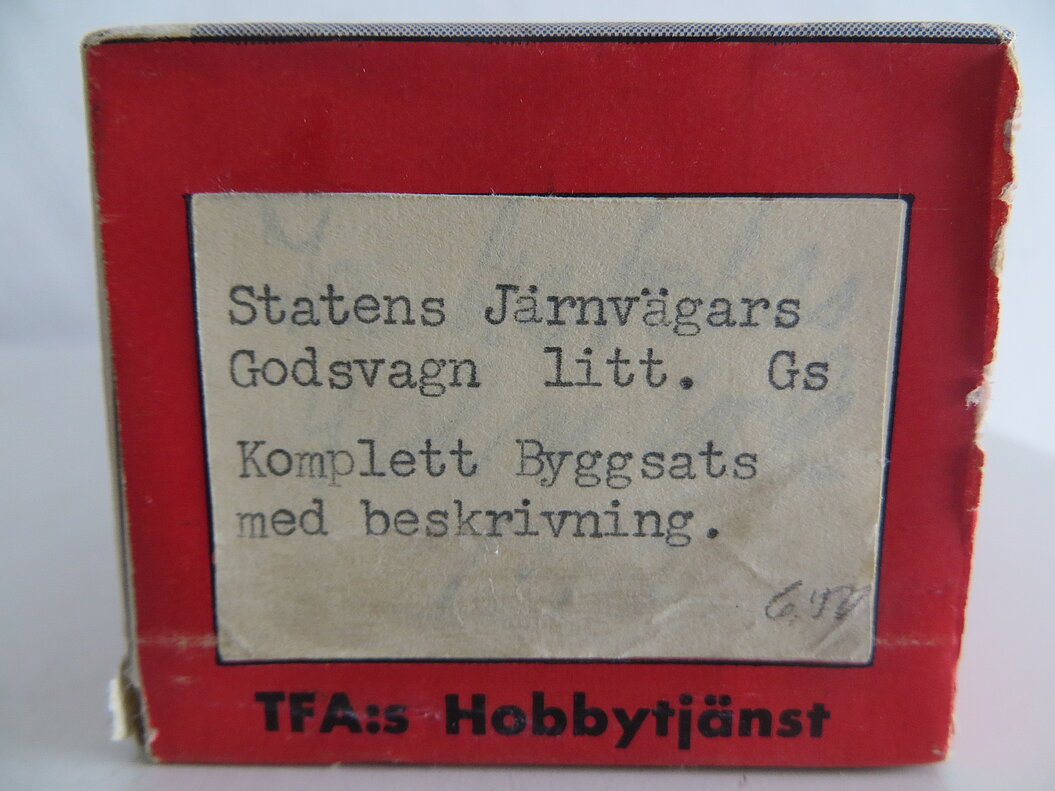 Statens Järnvägars
Godsvagn litt. Gs
Komplett Byggsats
med beskrivning.
TFA:s Hobbytjänst